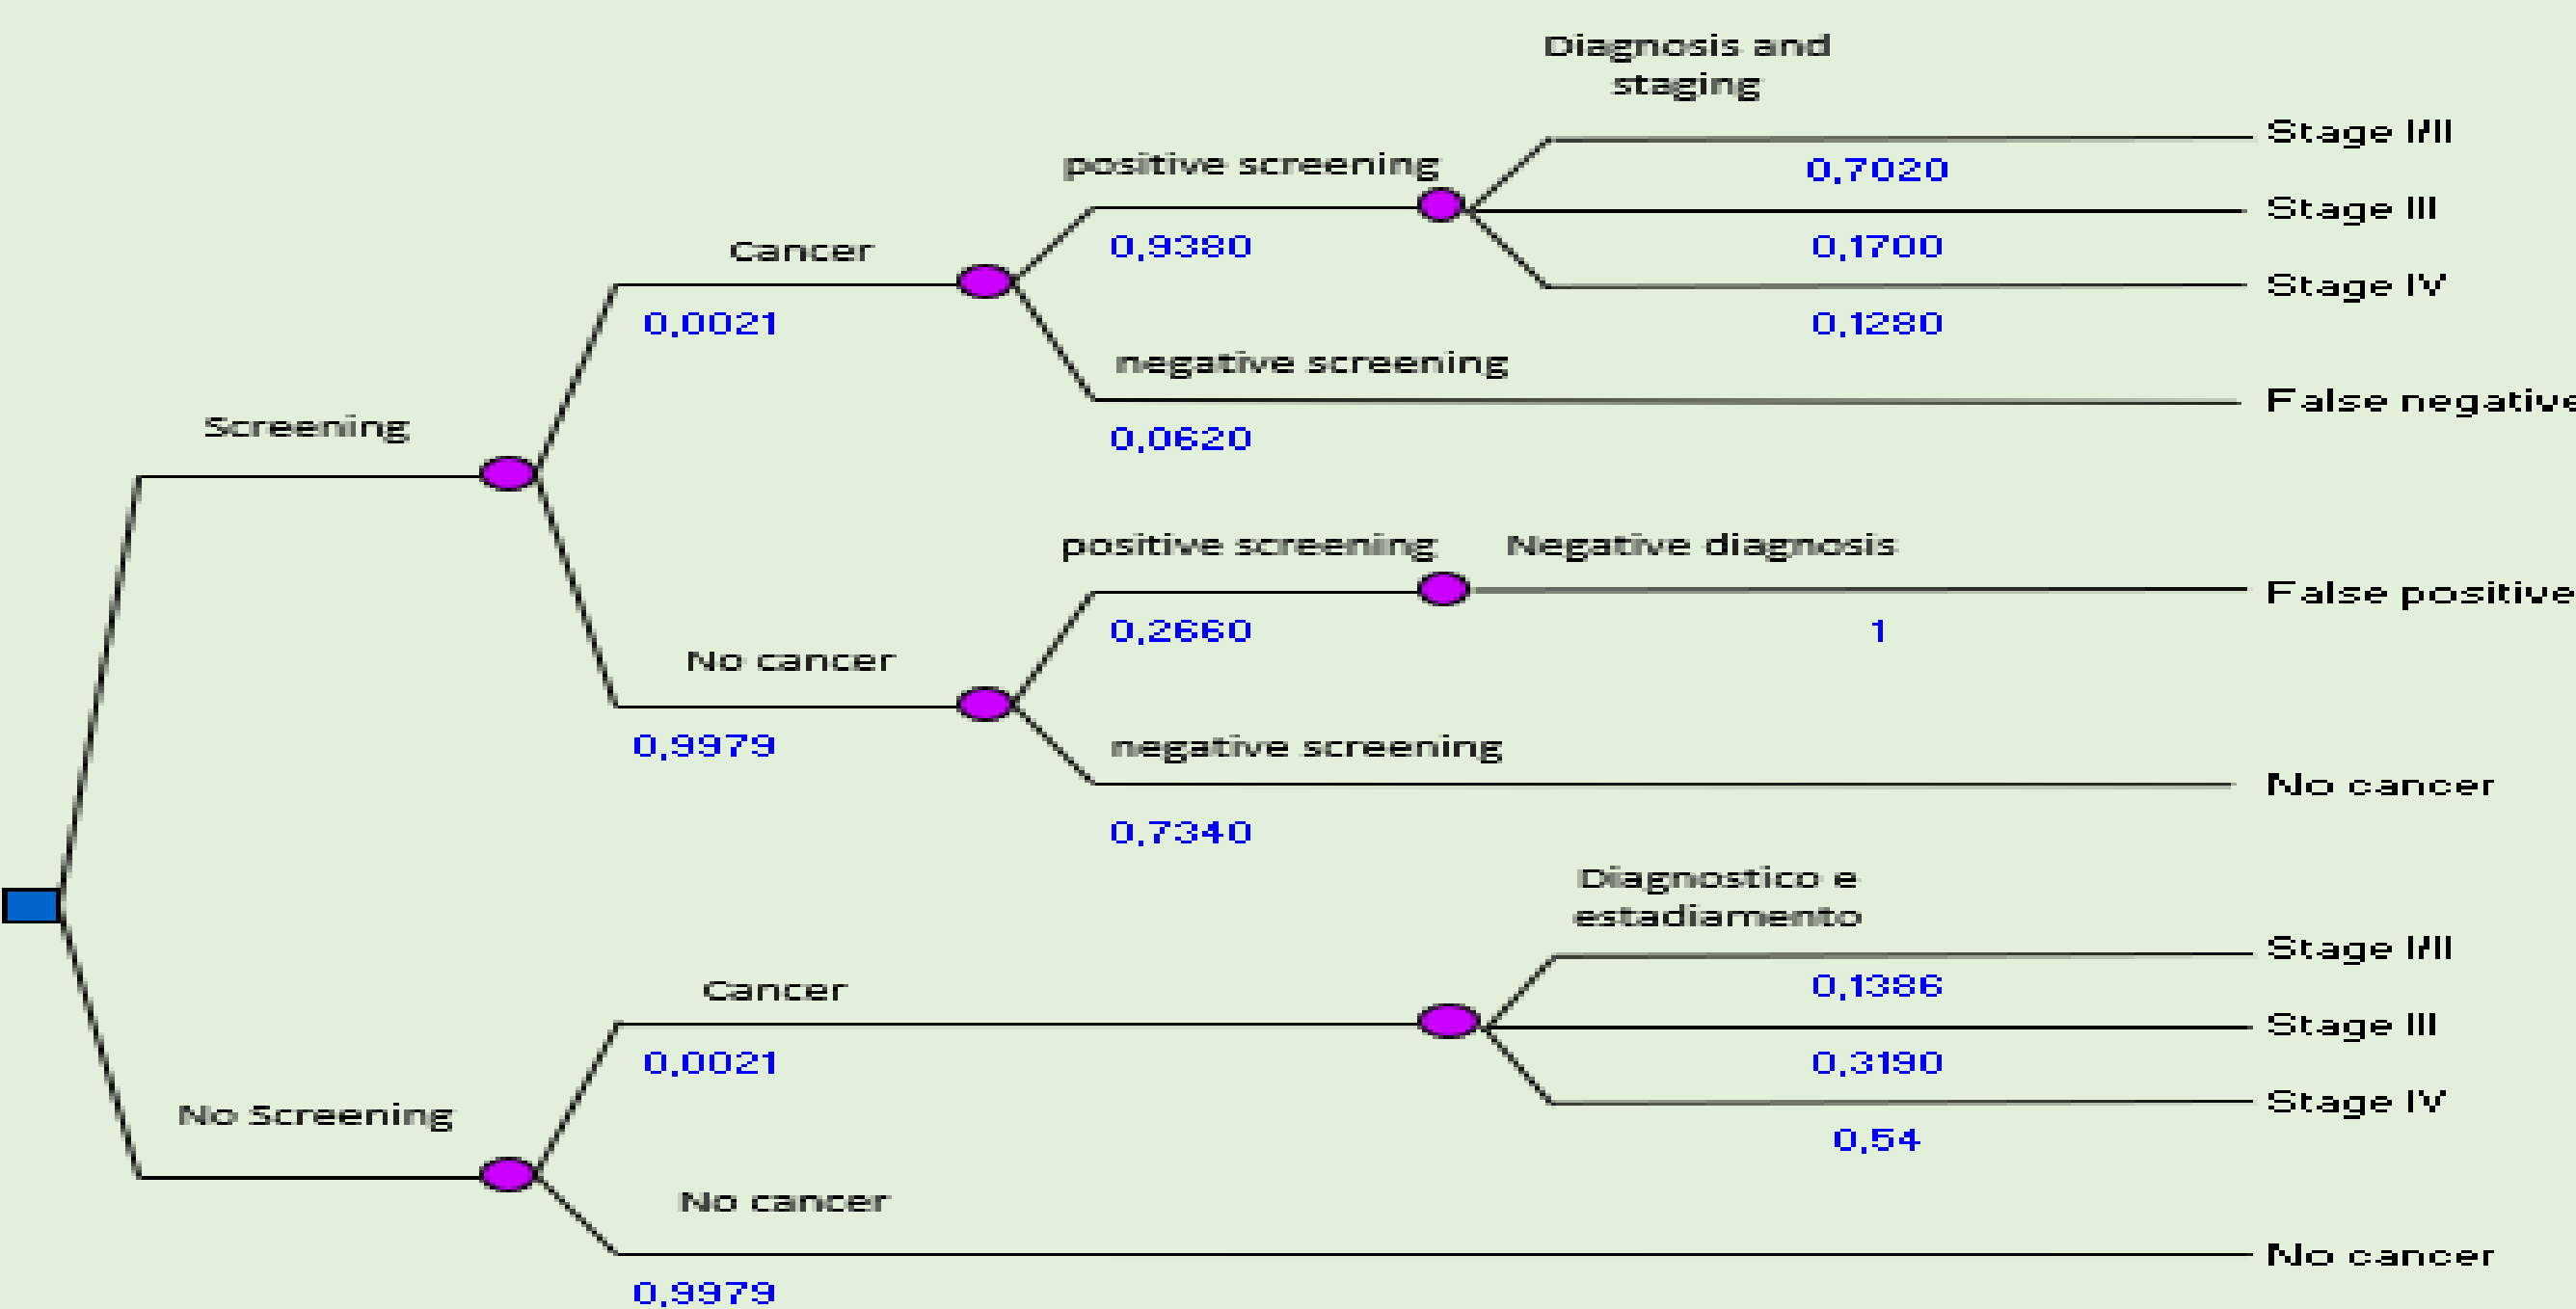 Diagnosis and
staging
Stage I/II
positive screening
0,7020
Stage III
Cancer
0,9380
0,1700
Stage IV
0,0021
0,1280
negative screening
False negative
Screening
0,0620
positive screening
Negative diagnosis
False positive
0,2660
1
No cancer
0,9979
negative screening
No cancer
0,7340
Diagnostico e
estadiamento
Stage I/II
Cancer
0,1386
Stage III
0,0021
0,3190
Stage IV
No Screening
0,54
No cancer
No cancer
0,9979